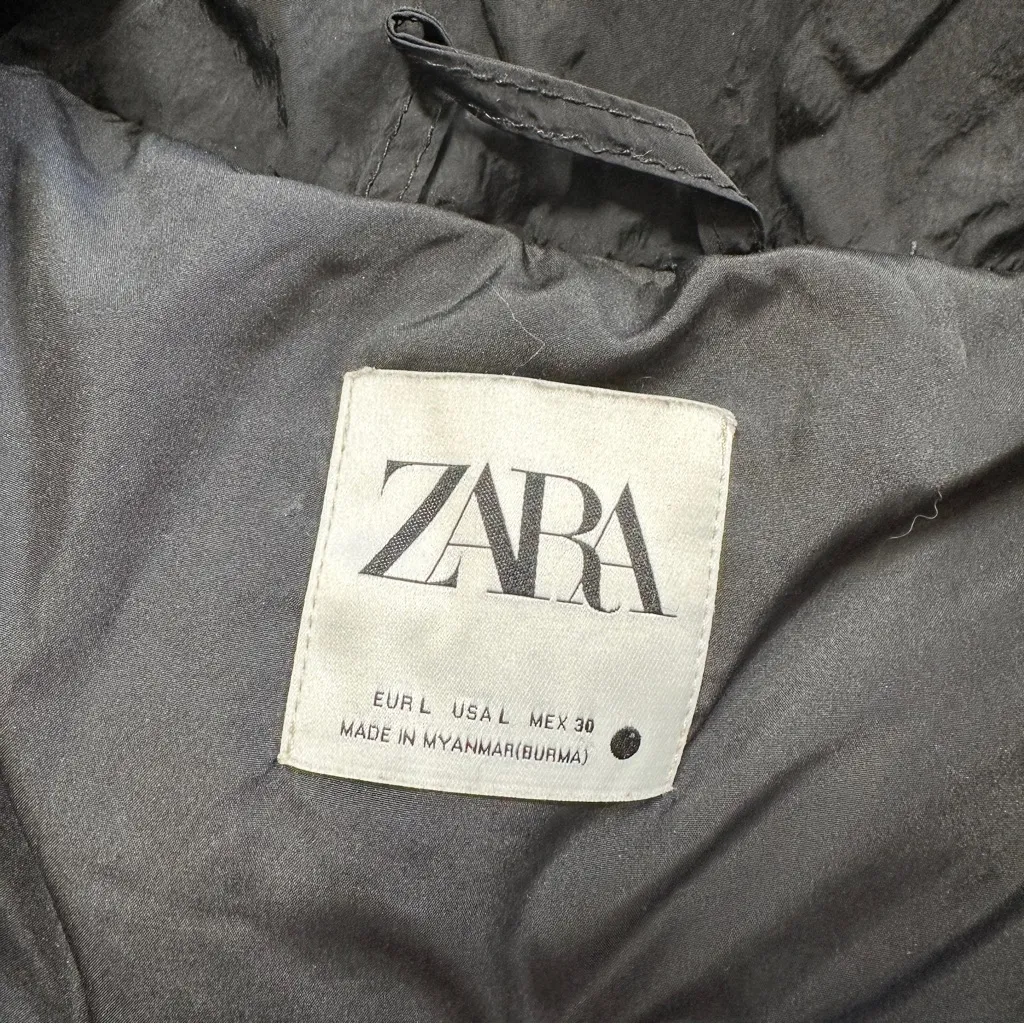 ZARA
EUR L USA L MEX 30
MADE IN MYANMAR(BURMA)